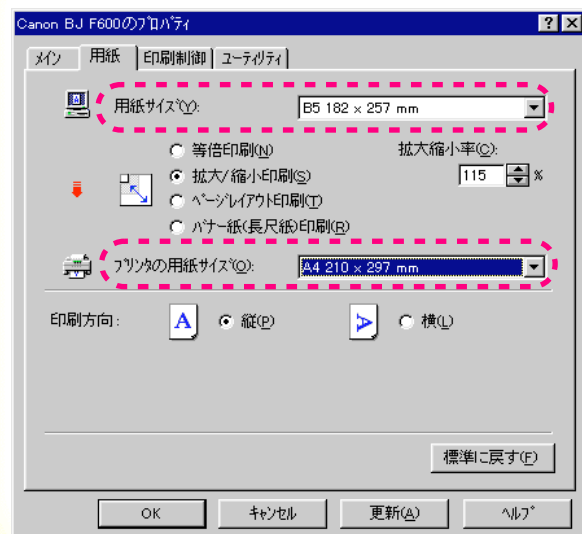 Canon BJ F600のプロパティ
メイン 用紙 印刷制御 ユーティリティ
用紙サイズ(Y): B5 182 x 257 mm
等倍印刷(N) 拡大縮小率(C):
拡大/縮小印刷(S) 115 %
ページレイアウト印刷(T)
バナー紙(長尺紙)印刷(R)
プリンタの用紙サイズ(O): A4 210 x 297 mm
印刷方向: A 縦(P) A 横(L)
標準に戻す(F)
OK キャンセル 更新(A) ヘルプ